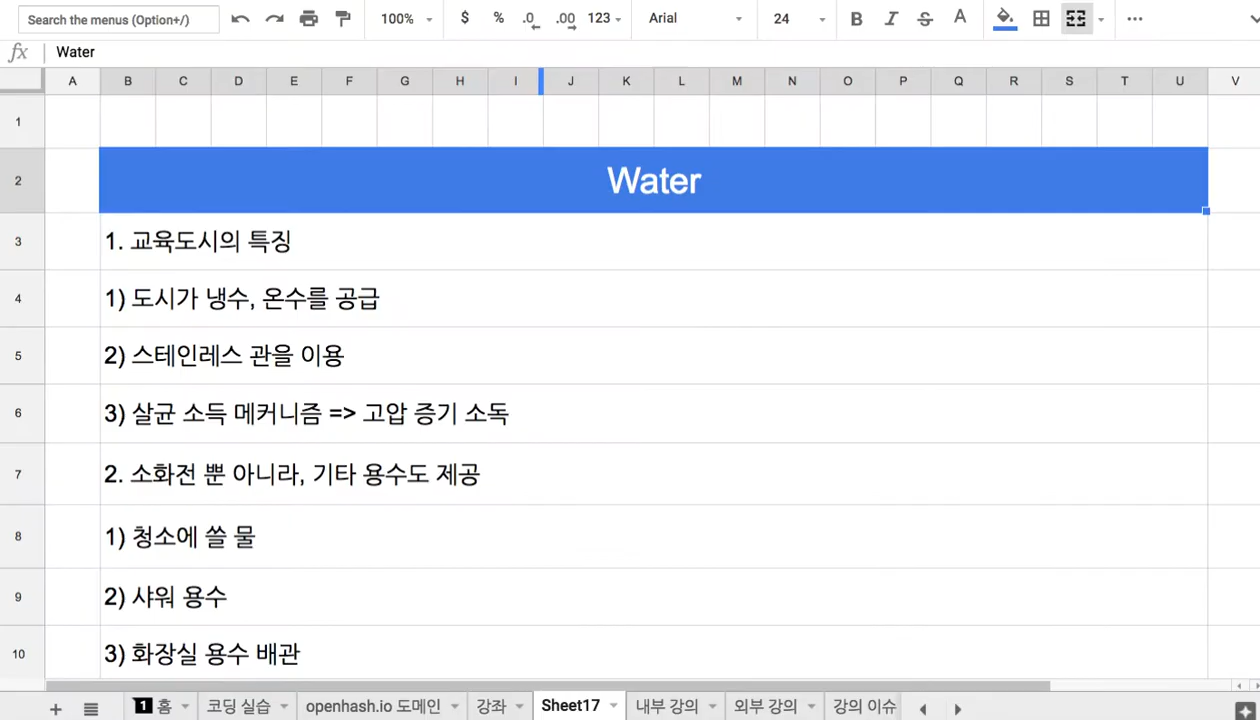 Search the menus (Option+/) 100% $ % .0 .00 123 Arial 24 B I S A
fx Water
A B C D E F G H I J K L M N O P Q R S T U V
1
2 Water
3 1. 교육도시의 특징
4 1) 도시가 냉수, 온수를 공급
5 2) 스테인레스 관을 이용
6 3) 살균 소득 메커니즘 => 고압 증기 소독
7 2. 소화전 뿐 아니라, 기타 용수도 제공
8 1) 청소에 쓸 물
9 2) 샤워 용수
10 3) 화장실 용수 배관
1 홈 코딩 실습 openhash.io 도메인 강좌 Sheet17 내부 강의 외부 강의 강의 이슈